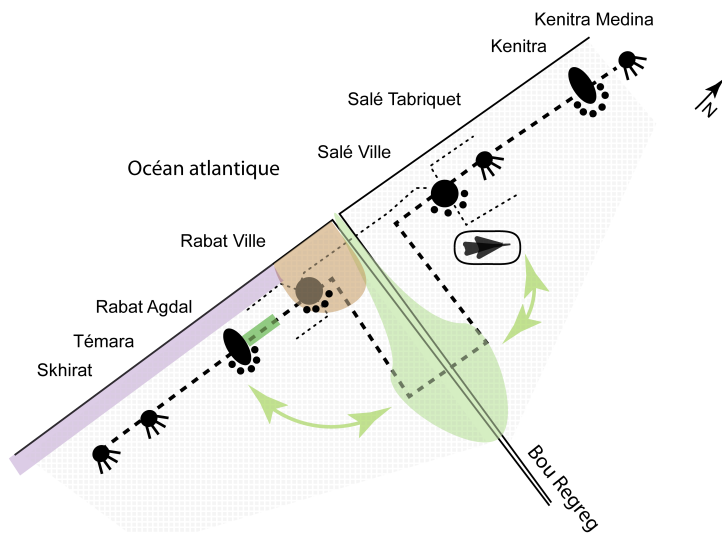 Kenitra Medina
Kenitra
Salé Tabriquet
Salé Ville
Océan atlantique
Rabat Ville
Rabat Agdal
Témara
Skhirat
N
Bou Regreg